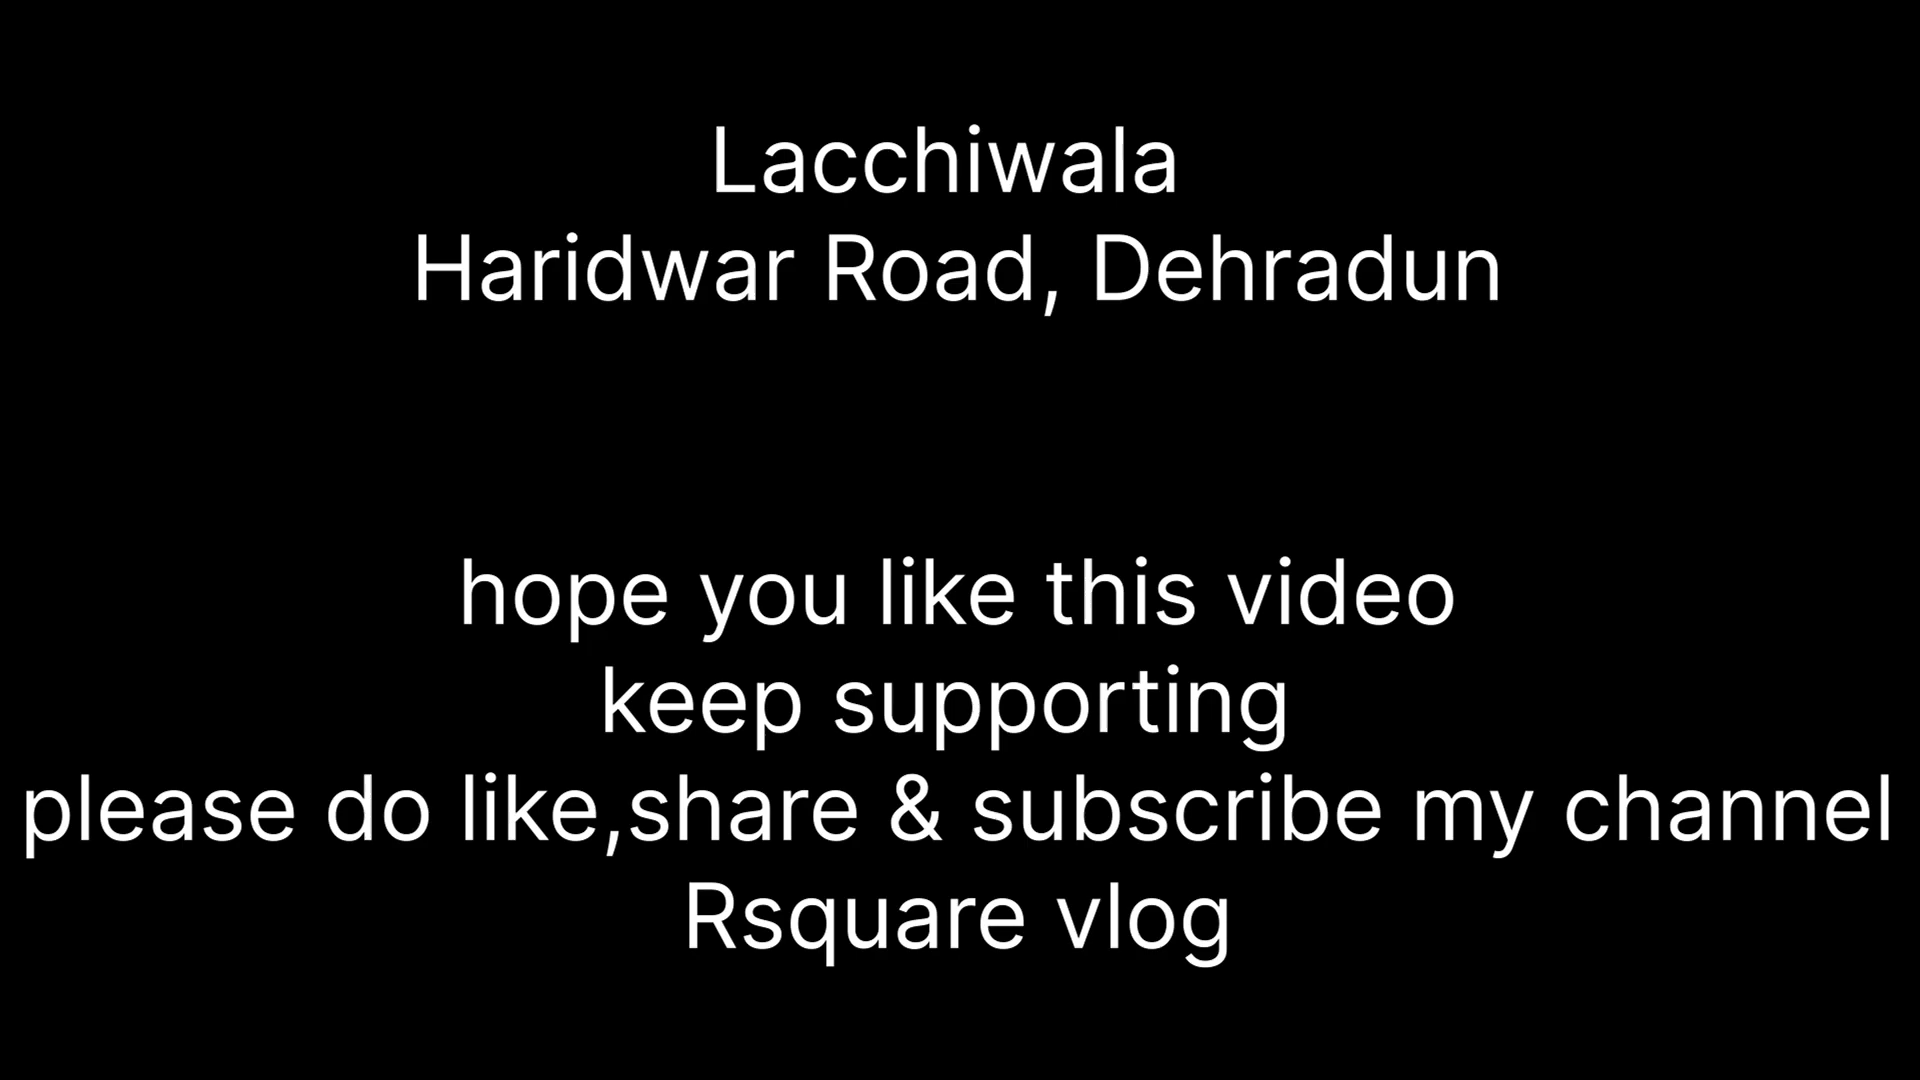 Lacchiwala
Haridwar Road, Dehradun
hope you like this video
keep supporting
please do like,share & subscribe my channel
Rsquare vlog